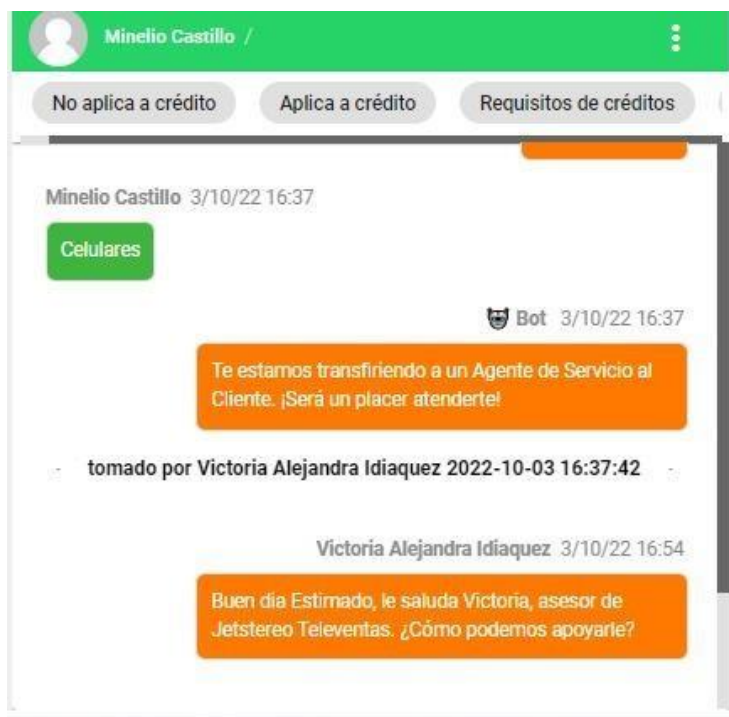 Minelio Castillo /
No aplica a crédito Aplica a crédito Requisitos de créditos
Minelio Castillo 3/10/22 16:37
Celulares
Bot 3/10/22 16:37
Te estamos transfiriendo a un Agente de Servicio al
Cliente. ¡Será un placer atenderte!
- tomado por Victoria Alejandra Idiaquez 2022-10-03 16:37:42 -
Victoria Alejandra Idiaquez 3/10/22 16:54
Buen dia Estimado, le saluda Victoria, asesor de
Jetstereo Televentas. ¿Cómo podemos apoyarle?